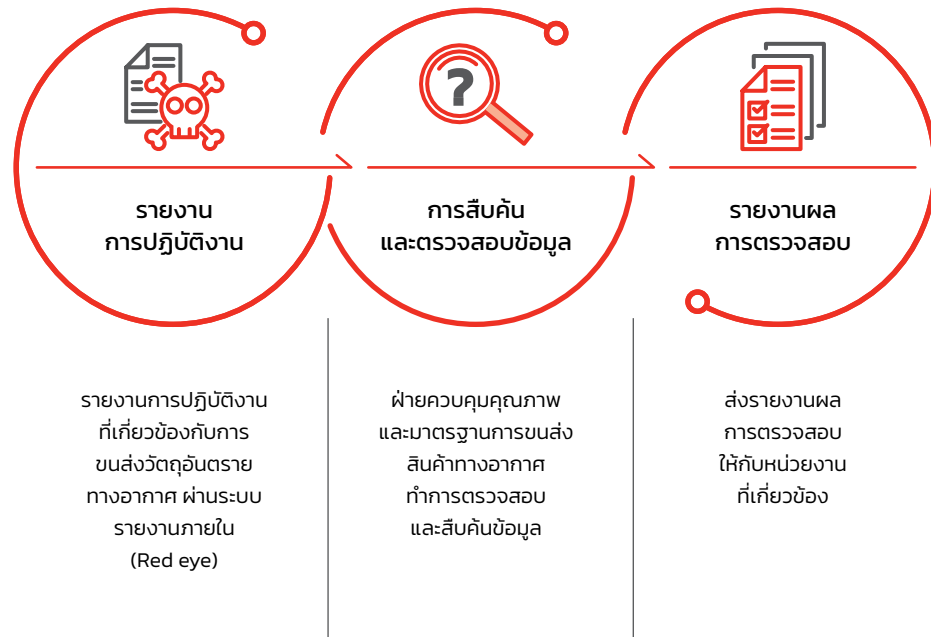 ?
รายงาน
การปฏิบัติงาน
การสืบค้น
และตรวจสอบข้อมูล
รายงานผล
การตรวจสอบ
รายงานการปฏิบัติงาน
ที่เกี่ยวข้องกับการ
ขนส่งวัตถุอันตราย
ทางอากาศ ผ่านระบบ
รายงานภายใน
(Red eye)
ฝ่ายควบคุมคุณภาพ
และมาตรฐานการขนส่ง
สินค้าทางอากาศ
ทำการตรวจสอบ
และสืบค้นข้อมูล
ส่งรายงานผล
การตรวจสอบ
ให้กับหน่วยงาน
ที่เกี่ยวข้อง